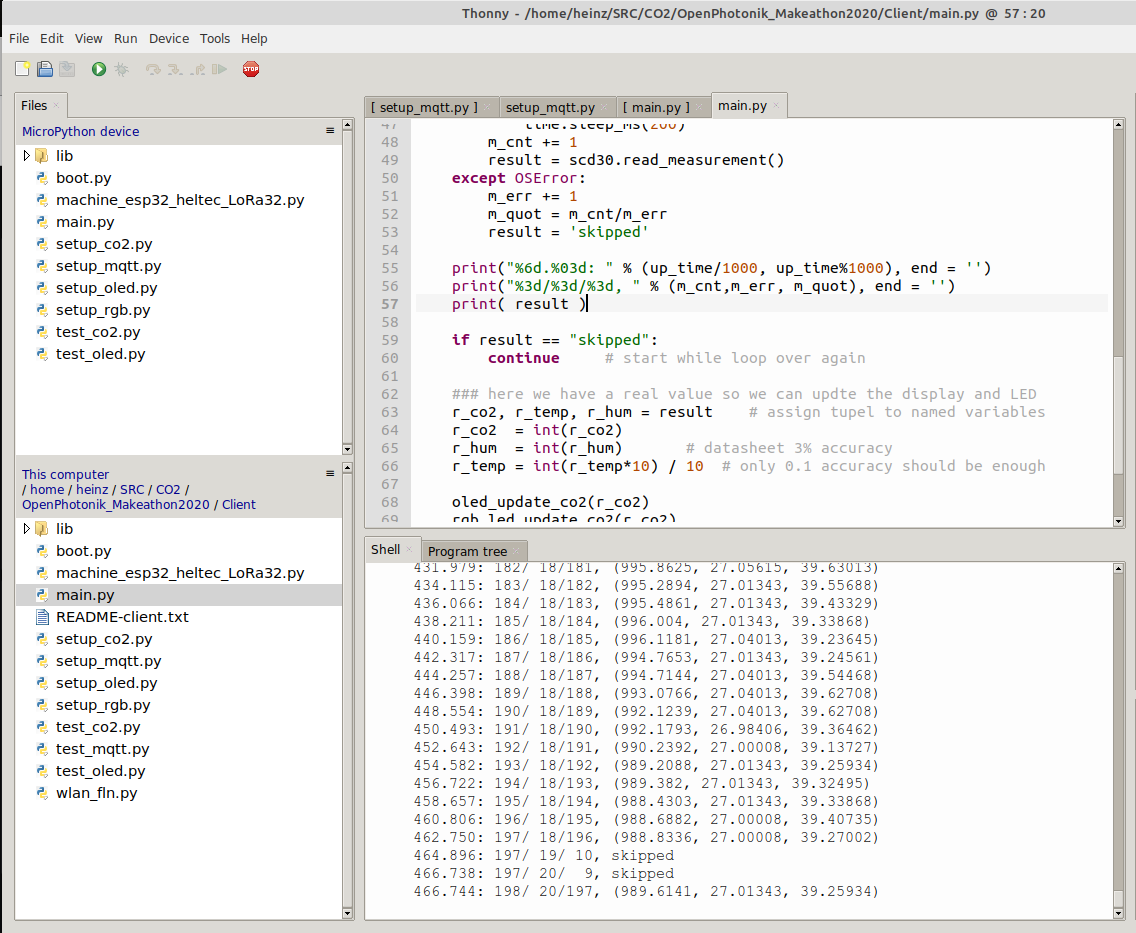 Thonny - /home/heinz/SRC/CO2/OpenPhotonik_Makeathon2020/Client/main.py @ 57 : 20
File Edit View Run Device Tools Help
STOP
Files
MicroPython device
lib
boot.py
machine_esp32_heltec_LoRa32.py
main.py
setup_co2.py
setup_mqtt.py
setup_oled.py
setup_rgb.py
test_co2.py
test_oled.py
This computer
/ home / heinz / SRC / CO2 /
OpenPhotonik_Makeathon2020 / Client
lib
boot.py
machine_esp32_heltec_LoRa32.py
main.py
README-client.txt
setup_co2.py
setup_mqtt.py
setup_oled.py
setup_rgb.py
test_co2.py
test_mqtt.py
test_oled.py
wlan_fln.py
[ setup_mqtt.py ] setup_mqtt.py [ main.py ] main.py
47 time.sleep_ms(200)
48 m_cnt += 1
49 result = scd30.read_measurement()
50 except OSError:
51 m_err += 1
52 m_quot = m_cnt/m_err
53 result = 'skipped'
54
55 print("%6d.%03d: " % (up_time/1000, up_time%1000), end = '')
56 print("%3d/%3d/%3d, " % (m_cnt,m_err, m_quot), end = '')
57 print( result )
58
59 if result == "skipped":
60 continue # start while loop over again
61
62 ### here we have a real value so we can updte the display and LED
63 r_co2, r_temp, r_hum = result # assign tupel to named variables
64 r_co2 = int(r_co2)
65 r_hum = int(r_hum) # datasheet 3% accuracy
66 r_temp = int(r_temp*10) / 10 # only 0.1 accuracy should be enough
67
68 oled_update_co2(r_co2)
69 rgb_led_update_co2(r_co2)
Shell Program tree
431.979: 182/ 18/181, (995.8625, 27.05615, 39.63013)
434.115: 183/ 18/182, (995.2894, 27.01343, 39.55688)
436.066: 184/ 18/183, (995.4861, 27.01343, 39.43329)
438.211: 185/ 18/184, (996.004, 27.01343, 39.33868)
440.159: 186/ 18/185, (996.1181, 27.04013, 39.23645)
442.317: 187/ 18/186, (994.7653, 27.01343, 39.24561)
444.257: 188/ 18/187, (994.7144, 27.04013, 39.54468)
446.398: 189/ 18/188, (993.0766, 27.04013, 39.62708)
448.554: 190/ 18/189, (992.1239, 27.04013, 39.62708)
450.493: 191/ 18/190, (992.1793, 26.98406, 39.36462)
452.643: 192/ 18/191, (990.2392, 27.00008, 39.13727)
454.582: 193/ 18/192, (989.2088, 27.01343, 39.25934)
456.722: 194/ 18/193, (989.382, 27.01343, 39.32495)
458.657: 195/ 18/194, (988.4303, 27.01343, 39.33868)
460.806: 196/ 18/195, (988.6882, 27.00008, 39.40735)
462.750: 197/ 18/196, (988.8336, 27.00008, 39.27002)
464.896: 197/ 19/ 10, skipped
466.738: 197/ 20/  9, skipped
466.744: 198/ 20/197, (989.6141, 27.01343, 39.25934)